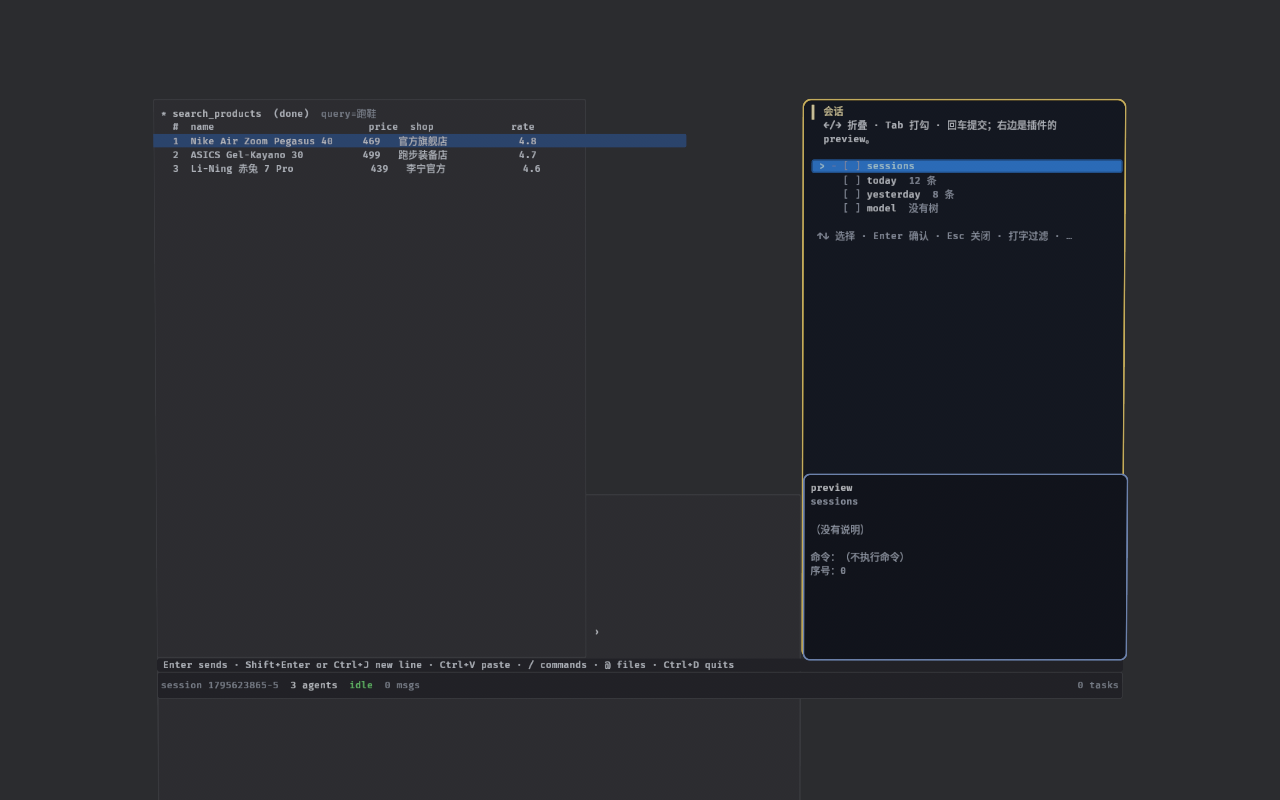 * search_products (done) query=跑鞋
# name price shop rate
1 Nike Air Zoom Pegasus 40 469 官方旗舰店 4.8
2 ASICS Gel-Kayano 30 499 跑步装备店 4.7
3 Li-Ning 赤兔 7 Pro 439 李宁官方 4.6
›
会话
←/→ 折叠 · Tab 打勾 · 回车提交; 右边是插件的
preview。
> - [ ] sessions
[ ] today 12 条
[ ] yesterday 8 条
[ ] model 没有树
↑↓ 选择 · Enter 确认 · Esc 关闭 · 打字过滤 · …
preview
sessions
（没有说明）
命令: （不执行命令）
序号: 0
Enter sends · Shift+Enter or Ctrl+J new line · Ctrl+V paste · / commands · @ files · Ctrl+D quits
session 1795623865-5 3 agents idle 0 msgs 0 tasks